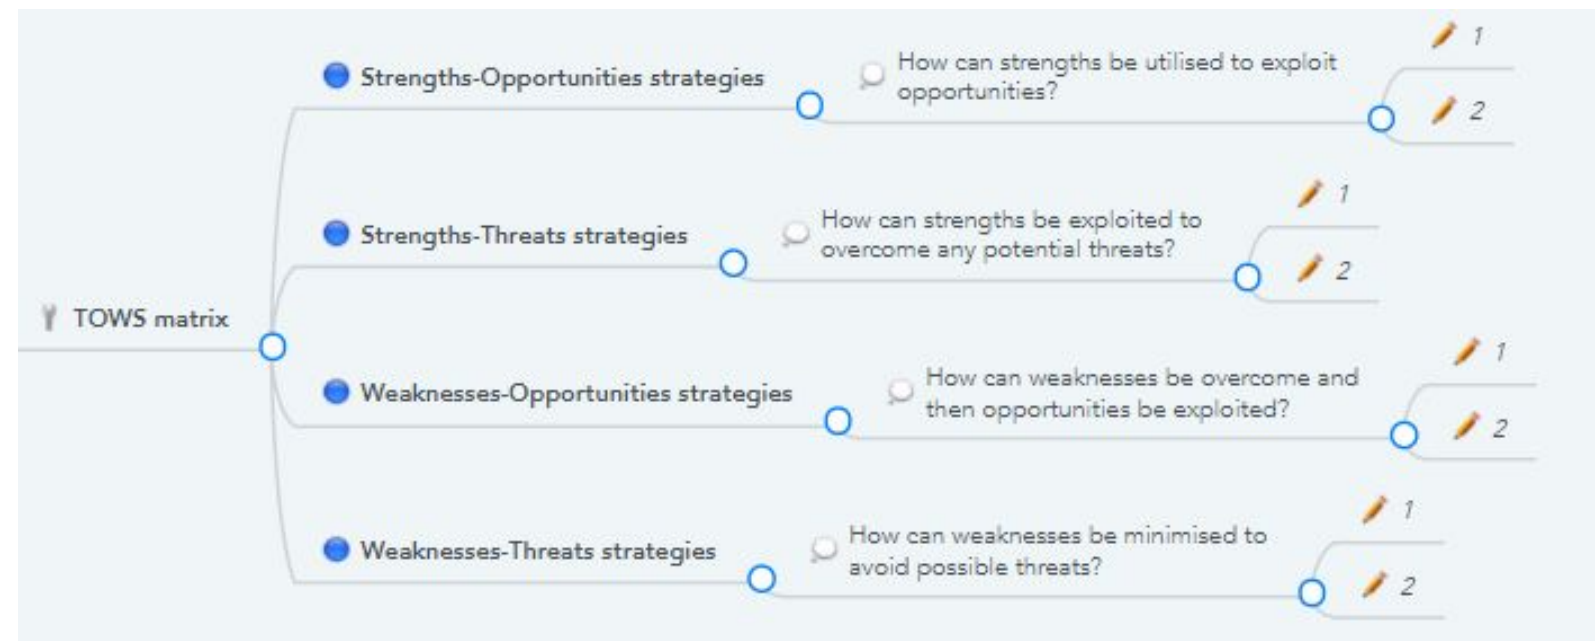 TOWS matrix
Strengths-Opportunities strategies
How can strengths be utilised to exploit
opportunities?
1
2
Strengths-Threats strategies
How can strengths be exploited to
overcome any potential threats?
1
2
Weaknesses-Opportunities strategies
How can weaknesses be overcome and
then opportunities be exploited?
1
2
Weaknesses-Threats strategies
How can weaknesses be minimised to
avoid possible threats?
1
2